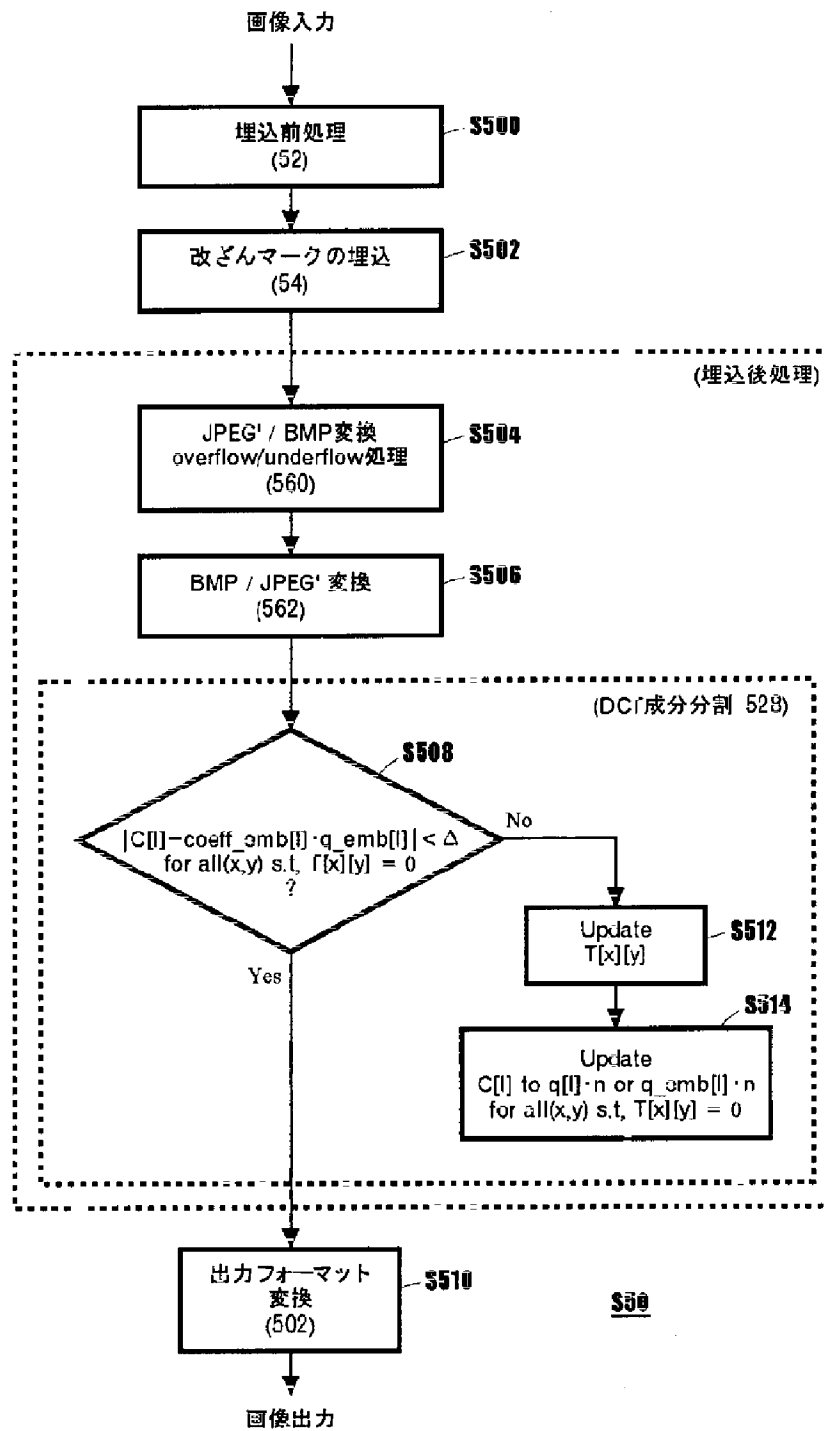 画像入力
埋込前処理
(52)
S500
改ざんマークの埋込
(54)
S502
(埋込後処理)
JPEG' / BMP変換
overflow/underflow処理
(560)
S504
BMP / JPEG' 変換
(562)
S506
(DCT成分分割 528)
S508
|C[i]−coeff_emb[i]・q_emb[i]| < Δ
for all(x,y) s.t, T[x][y] = 0
?
No
Yes
Update
T[x][y]
S512
S514
Update
C[i] to q[i]・n or q_emb[i]・n
for all(x,y) s.t, T[x][y] = 0
出力フォーマット
変換
(502)
S510
S50
画像出力